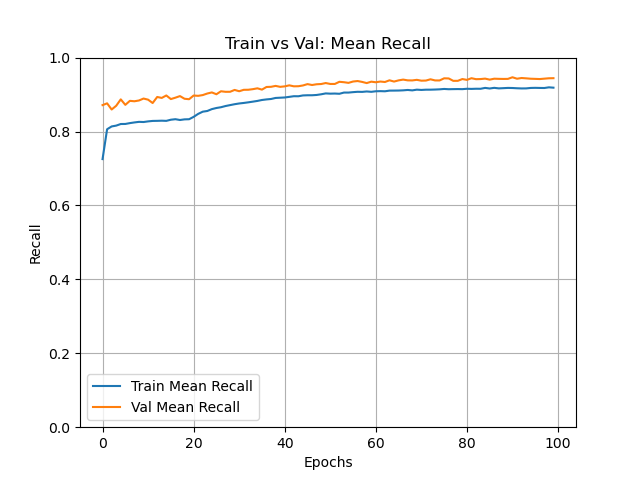 Train vs Val: Mean Recall
Recall
1.0
0.8
0.6
0.4
0.2
0.0
Train Mean Recall
Val Mean Recall
0 20 40 60 80 100
Epochs